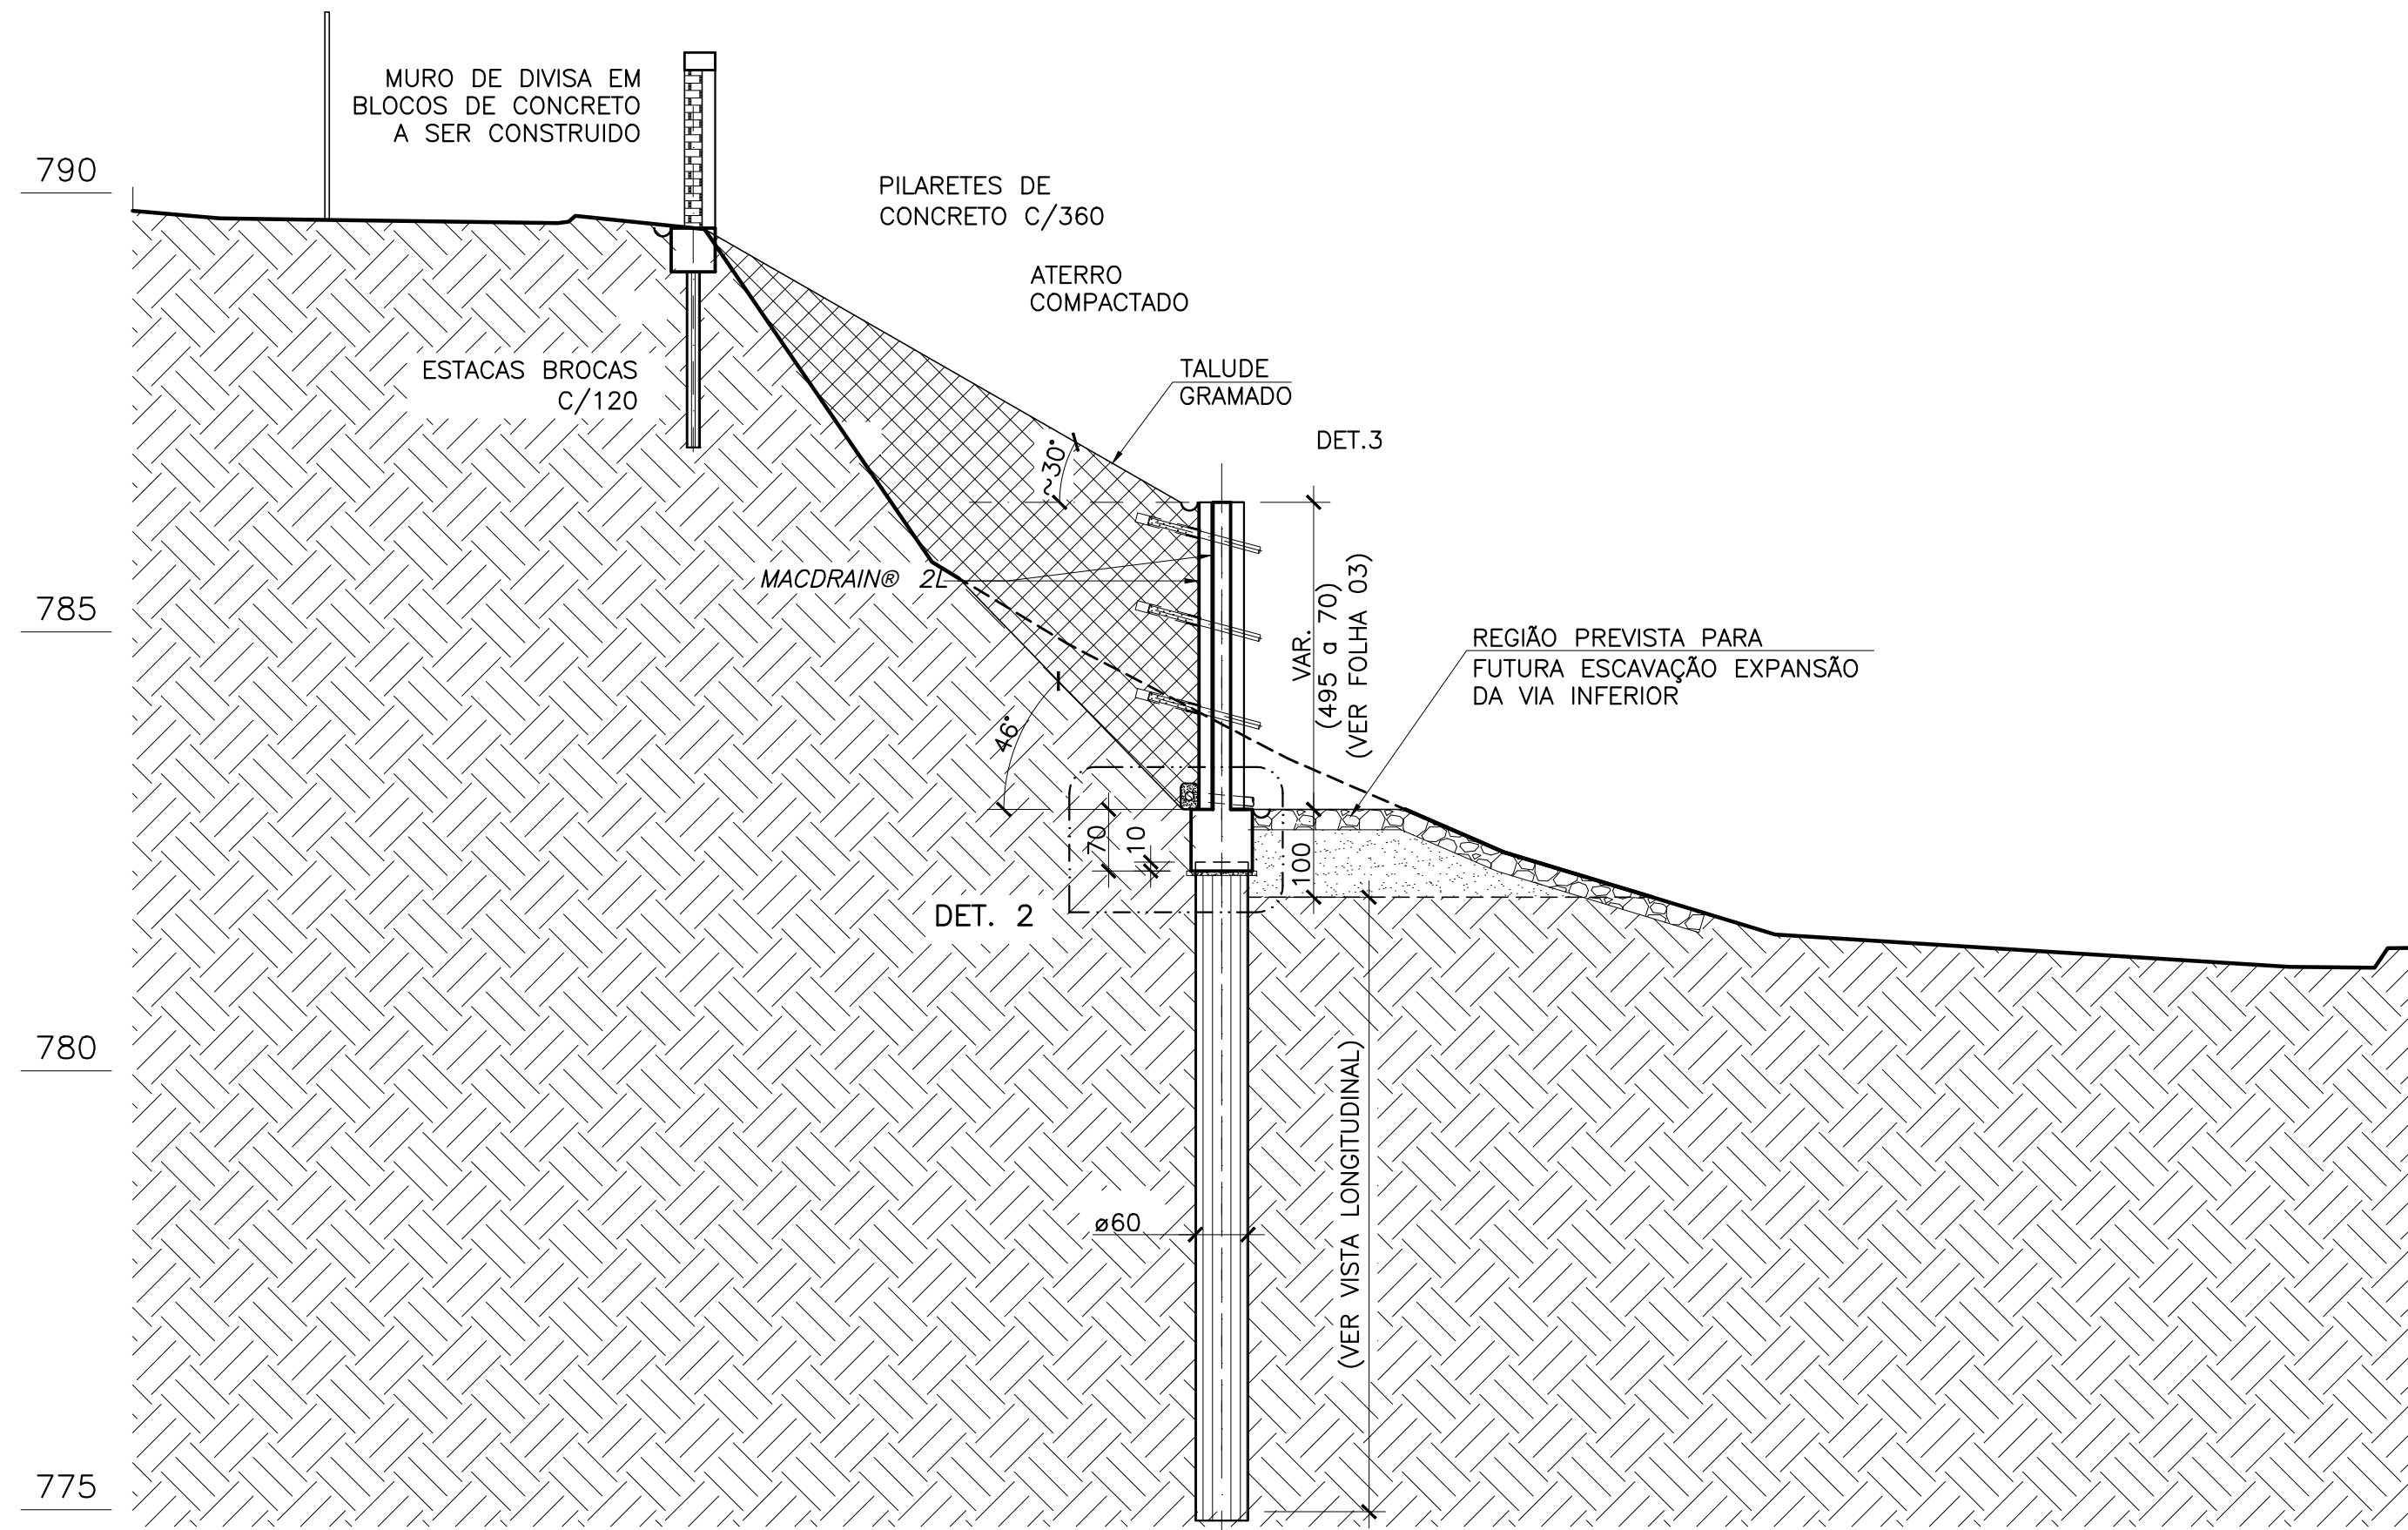 MURO DE DIVISA EM
BLOCOS DE CONCRETO
A SER CONSTRUIDO
790
PILARETES DE
CONCRETO C/360
ATERRO
COMPACTADO
ESTACAS BROCAS
C/120
TALUDE
GRAMADO
DET.3
~30°
MACDRAIN® 2L
785
VAR.
(495 a 70)
(VER FOLHA 03)
REGIÃO PREVISTA PARA
FUTURA ESCAVAÇÃO EXPANSÃO
DA VIA INFERIOR
46°
70
10
100
DET. 2
780
(VER VISTA LONGITUDINAL)
ø60
775